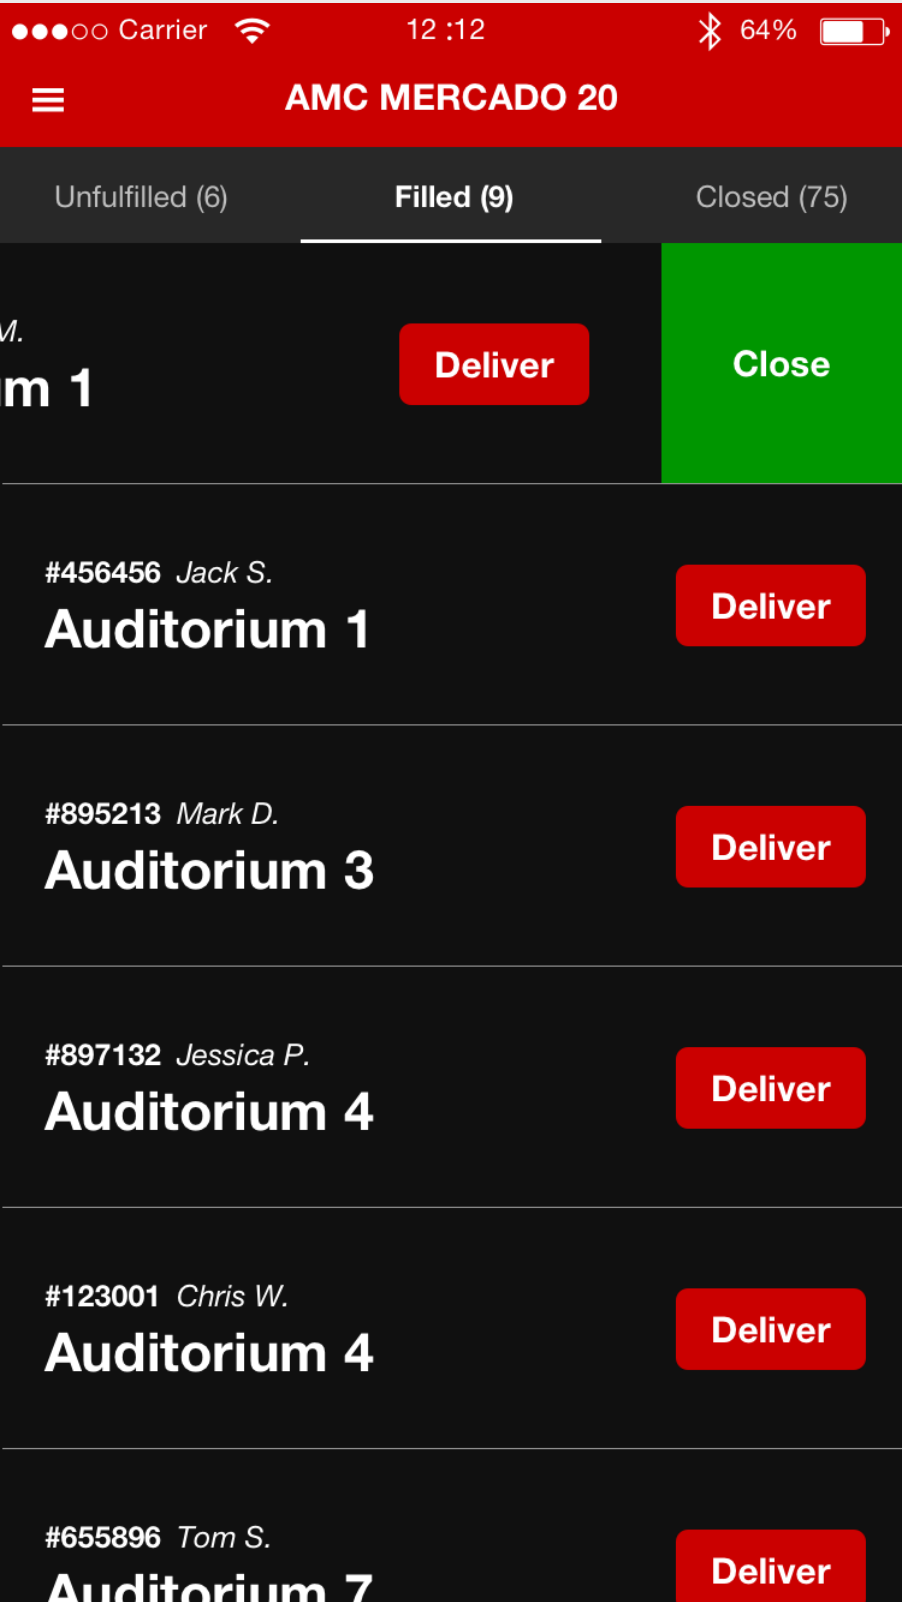 Carrier 12 :12 64%
AMC MERCADO 20
Unfulfilled (6) Filled (9) Closed (75)
M.
m 1
Deliver
Close
#456456 Jack S.
Auditorium 1
Deliver
#895213 Mark D.
Auditorium 3
Deliver
#897132 Jessica P.
Auditorium 4
Deliver
#123001 Chris W.
Auditorium 4
Deliver
#655896 Tom S.
Auditorium 7
Deliver